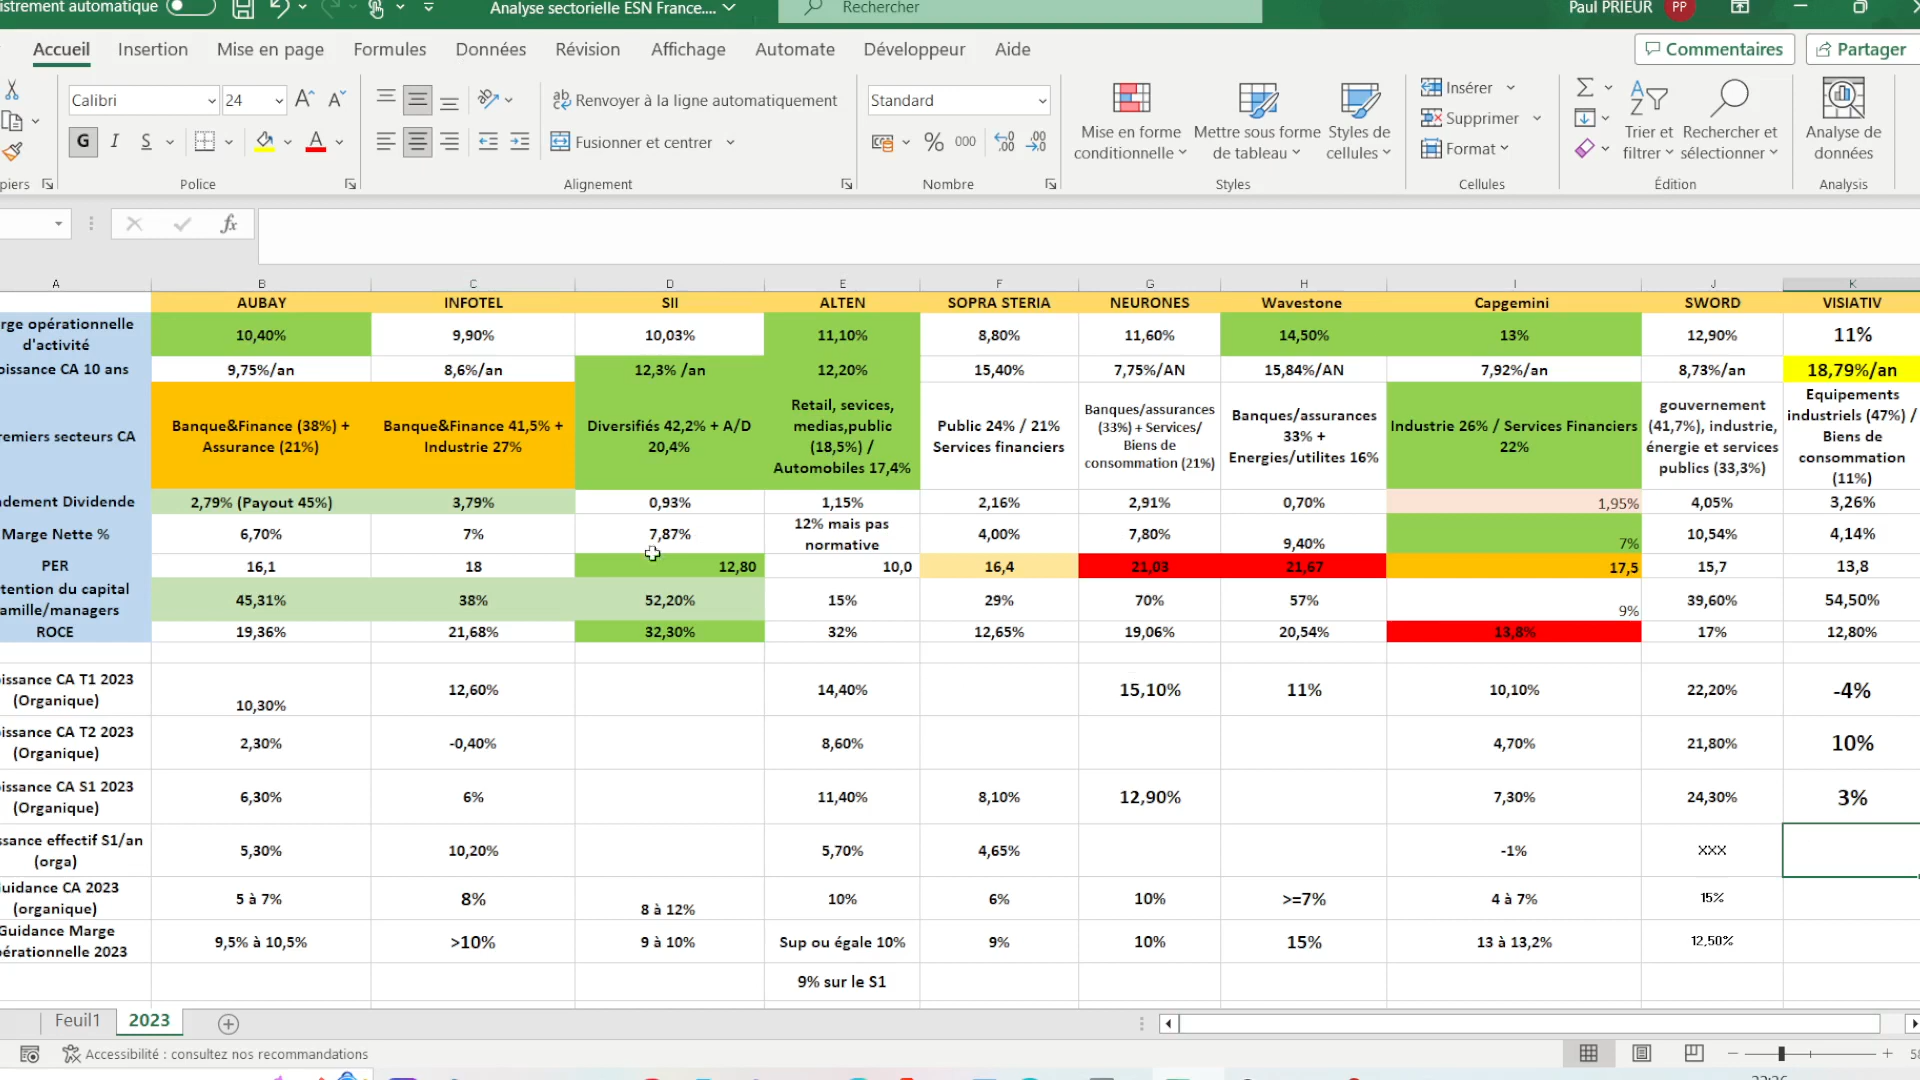 istrement automatique
Analyse sectorielle ESN France....
Rechercher
Paul PRIEUR
PP
Accueil
Insertion
Mise en page
Formules
Données
Révision
Affichage
Automate
Développeur
Aide
Commentaires
Partager
Calibri
24
Renvoyer à la ligne automatiquement
Standard
Mise en forme
conditionnelle
Mettre sous forme
de tableau
Styles de
cellules
Insérer
Supprimer
Format
Trier et
filtrer
Rechercher et
sélectionner
Analyse de
données
G I S
Fusionner et centrer
% 000
piers
Police
Alignement
Nombre
Styles
Cellules
Édition
Analysis
fx
A B C D E F G H I J K
AUBAY INFOTEL SII ALTEN SOPRA STERIA NEURONES Wavestone Capgemini SWORD VISIATIV
rge opérationnelle
d'activité
10,40% 9,90% 10,03% 11,10% 8,80% 11,60% 14,50% 13% 12,90% 11%
oissance CA 10 ans 9,75%/an 8,6%/an 12,3% /an 12,20% 15,40% 7,75%/AN 15,84%/AN 7,92%/an 8,73%/an 18,79%/an
remiers secteurs CA
Banque&Finance (38%) +
Assurance (21%)
Banque&Finance 41,5% +
Industrie 27%
Diversifiés 42,2% + A/D
20,4%
Retail, sevices,
medias,public
(18,5%) /
Automobiles 17,4%
Public 24% / 21%
Services financiers
Banques/assurances
(33%) + Services/
Biens de
consommation (21%)
Banques/assurances
33% +
Energies/utilites 16%
Industrie 26% / Services Financiers
22%
gouvernement
(41,7%), industrie,
énergie et services
publics (33,3%)
Equipements
industriels (47%) /
Biens de
consommation
(11%)
ndement Dividende 2,79% (Payout 45%) 3,79% 0,93% 1,15% 2,16% 2,91% 0,70% 1,95% 4,05% 3,26%
Marge Nette % 6,70% 7% 7,87% 12% mais pas
normative
4,00% 7,80% 9,40% 7% 10,54% 4,14%
PER 16,1 18 12,80 10,0 16,4 21,03 21,67 17,5 15,7 13,8
tention du capital
amille/managers
45,31% 38% 52,20% 15% 29% 70% 57% 9% 39,60% 54,50%
ROCE 19,36% 21,68% 32,30% 32% 12,65% 19,06% 20,54% 13,8% 17% 12,80%
issance CA T1 2023
(Organique)
10,30% 12,60% 14,40% 15,10% 11% 10,10% 22,20% -4%
issance CA T2 2023
(Organique)
2,30% -0,40% 8,60% 4,70% 21,80% 10%
issance CA S1 2023
(Organique)
6,30% 6% 11,40% 8,10% 12,90% 7,30% 24,30% 3%
ssance effectif S1/an
(orga)
5,30% 10,20% 5,70% 4,65% -1% XXX
uidance CA 2023
(organique)
5 à 7% 8% 8 à 12% 10% 6% 10% >=7% 4 à 7% 15%
Guidance Marge
pérationnelle 2023
9,5% à 10,5% >10% 9 à 10% Sup ou égale 10% 9% 10% 15% 13 à 13,2% 12,50%
9% sur le S1
Feuil1
2023
Accessibilité : consultez nos recommandations